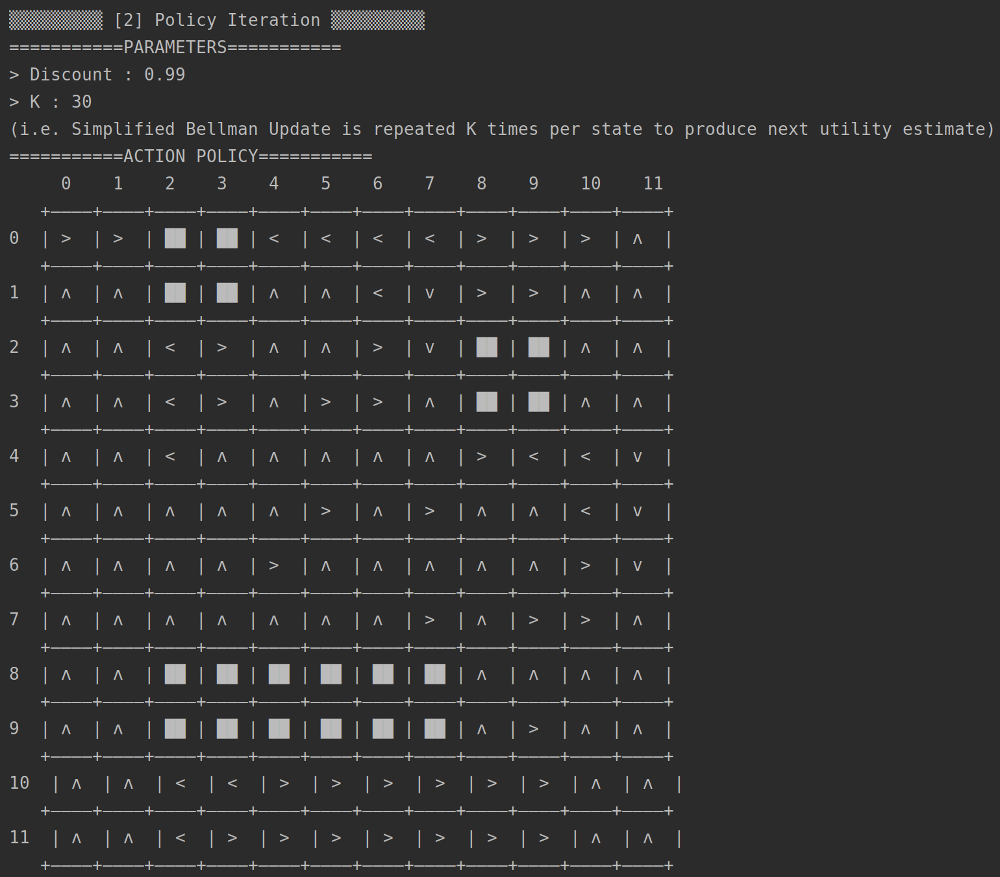 ▒▒▒▒▒▒▒▒▒ [2] Policy Iteration ▒▒▒▒▒▒▒▒▒
===========PARAMETERS===========
> Discount : 0.99
> K : 30
(i.e. Simplified Bellman Update is repeated K times per state to produce next utility estimate)
===========ACTION POLICY===========
     0    1    2    3    4    5    6    7    8    9    10    11
   +————+————+————+————+————+————+————+————+————+————+————+————+
0  | >  | >  | ██ | ██ | <  | <  | <  | <  | >  | >  | >  | ʌ  |
   +————+————+————+————+————+————+————+————+————+————+————+————+
1  | ʌ  | ʌ  | ██ | ██ | ʌ  | ʌ  | <  | v  | >  | >  | ʌ  | ʌ  |
   +————+————+————+————+————+————+————+————+————+————+————+————+
2  | ʌ  | ʌ  | <  | >  | ʌ  | ʌ  | >  | v  | ██ | ██ | ʌ  | ʌ  |
   +————+————+————+————+————+————+————+————+————+————+————+————+
3  | ʌ  | ʌ  | <  | >  | ʌ  | >  | >  | ʌ  | ██ | ██ | ʌ  | ʌ  |
   +————+————+————+————+————+————+————+————+————+————+————+————+
4  | ʌ  | ʌ  | <  | ʌ  | ʌ  | ʌ  | ʌ  | ʌ  | >  | <  | <  | v  |
   +————+————+————+————+————+————+————+————+————+————+————+————+
5  | ʌ  | ʌ  | ʌ  | ʌ  | ʌ  | >  | ʌ  | >  | ʌ  | ʌ  | <  | v  |
   +————+————+————+————+————+————+————+————+————+————+————+————+
6  | ʌ  | ʌ  | ʌ  | ʌ  | >  | ʌ  | ʌ  | ʌ  | ʌ  | ʌ  | >  | v  |
   +————+————+————+————+————+————+————+————+————+————+————+————+
7  | ʌ  | ʌ  | ʌ  | ʌ  | ʌ  | ʌ  | ʌ  | >  | ʌ  | >  | >  | ʌ  |
   +————+————+————+————+————+————+————+————+————+————+————+————+
8  | ʌ  | ʌ  | ██ | ██ | ██ | ██ | ██ | ██ | ʌ  | ʌ  | ʌ  | ʌ  |
   +————+————+————+————+————+————+————+————+————+————+————+————+
9  | ʌ  | ʌ  | ██ | ██ | ██ | ██ | ██ | ██ | ʌ  | >  | ʌ  | ʌ  |
   +————+————+————+————+————+————+————+————+————+————+————+————+
10  | ʌ  | ʌ  | <  | <  | >  | >  | >  | >  | >  | >  | ʌ  | ʌ  |
   +————+————+————+————+————+————+————+————+————+————+————+————+
11  | ʌ  | ʌ  | <  | >  | >  | >  | >  | >  | >  | >  | ʌ  | ʌ  |
   +————+————+————+————+————+————+————+————+————+————+————+————+